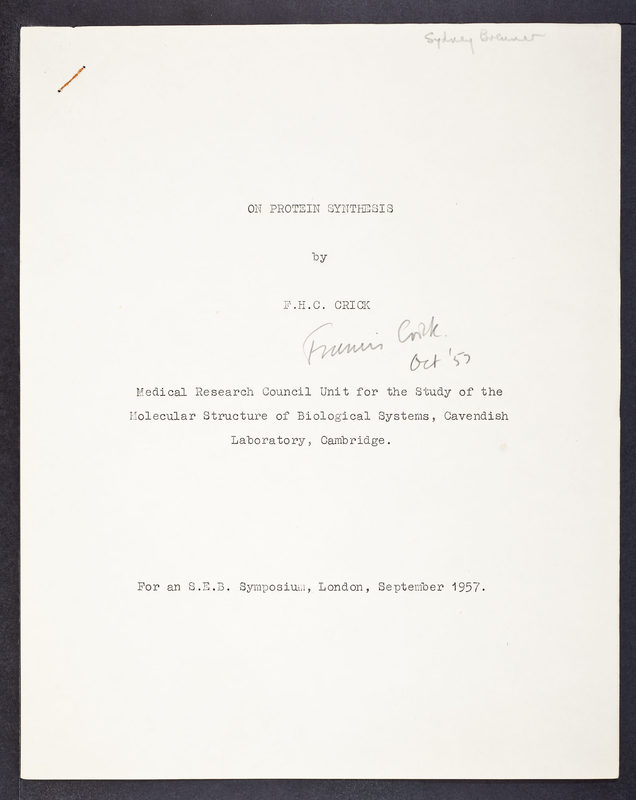 Sydney Brenner
ON PROTEIN SYNTHESIS
by
F.H.C. CRICK
Francis Crick.
Oct '57
Medical Research Council Unit for the Study of the
Molecular Structure of Biological Systems, Cavendish
Laboratory, Cambridge.
For an S.E.B. Symposium, London, September 1957.